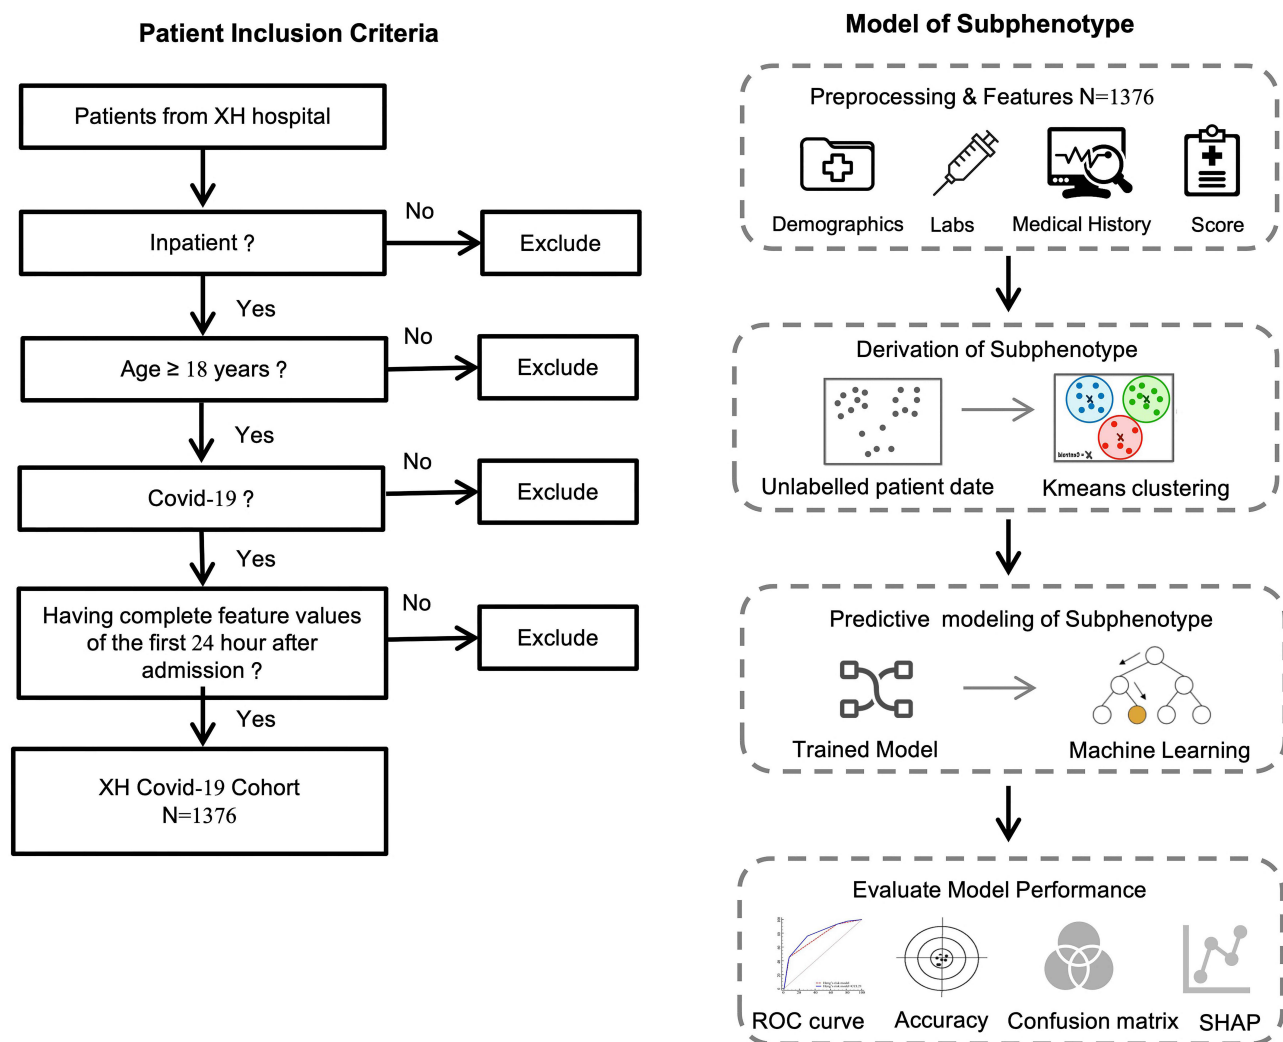 Patient Inclusion Criteria
Patients from XH hospital
Inpatient ?
No
Exclude
Yes
Age ≥ 18 years ?
No
Exclude
Yes
Covid-19 ?
No
Exclude
Yes
Having complete feature values
of the first 24 hour after
admission ?
No
Exclude
Yes
XH Covid-19 Cohort
N=1376
Model of Subphenotype
Preprocessing & Features N=1376
Demographics
Labs
Medical History
Score
Derivation of Subphenotype
Unlabelled patient date
Kmeans clustering
Predictive modeling of Subphenotype
Trained Model
Machine Learning
Evaluate Model Performance
ROC curve
Accuracy
Confusion matrix
SHAP